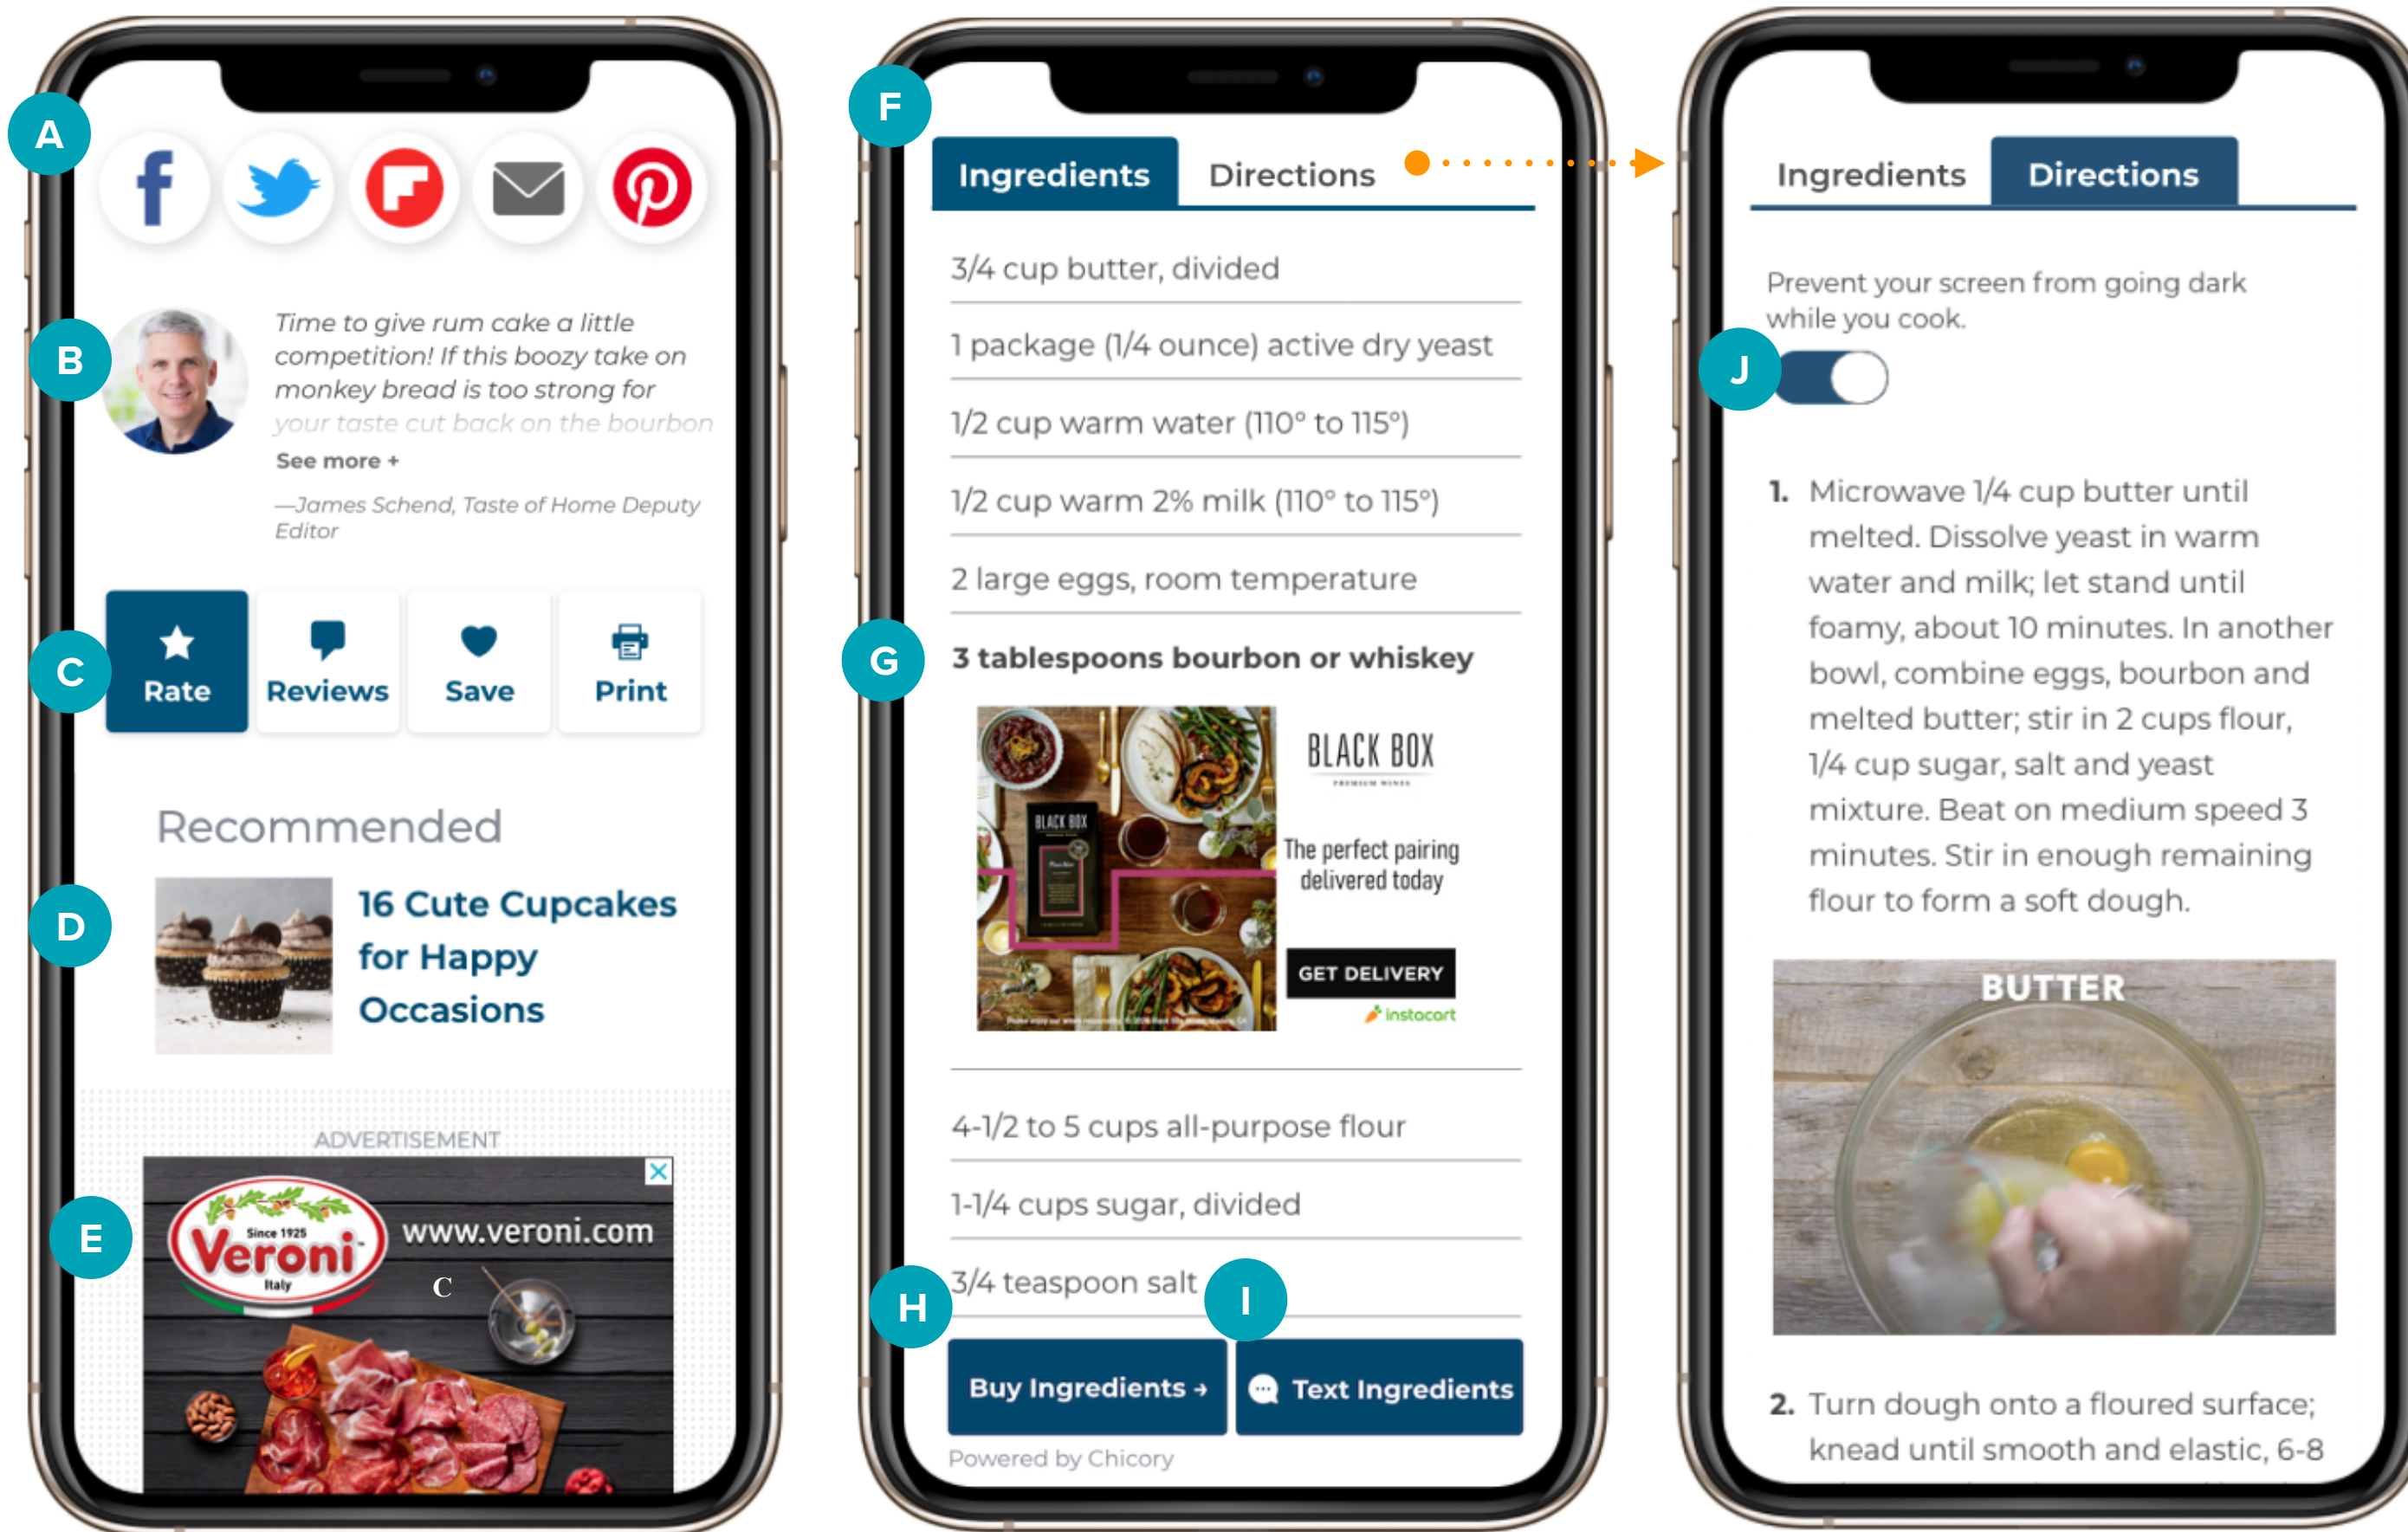 A
B
Time to give rum cake a little
competition! If this boozy take on
monkey bread is too strong for
your taste cut back on the bourbon
See more +
—James Schend, Taste of Home Deputy
Editor
C
Rate
Reviews
Save
Print
Recommended
D
16 Cute Cupcakes
for Happy
Occasions
ADVERTISEMENT
E
Since 1925
Veroni
Italy
www.veroni.com
C
F
Ingredients
Directions
3/4 cup butter, divided
1 package (1/4 ounce) active dry yeast
1/2 cup warm water (110° to 115°)
1/2 cup warm 2% milk (110° to 115°)
2 large eggs, room temperature
G
3 tablespoons bourbon or whiskey
BLACK BOX
BLACK BOX
PREMIUM WINES
The perfect pairing
delivered today
GET DELIVERY
instacart
4-1/2 to 5 cups all-purpose flour
1-1/4 cups sugar, divided
3/4 teaspoon salt
H
I
Buy Ingredients →
Text Ingredients
Powered by Chicory
Ingredients
Directions
Prevent your screen from going dark
while you cook.
J
1. Microwave 1/4 cup butter until
melted. Dissolve yeast in warm
water and milk; let stand until
foamy, about 10 minutes. In another
bowl, combine eggs, bourbon and
melted butter; stir in 2 cups flour,
1/4 cup sugar, salt and yeast
mixture. Beat on medium speed 3
minutes. Stir in enough remaining
flour to form a soft dough.
BUTTER
2. Turn dough onto a floured surface;
knead until smooth and elastic, 6-8